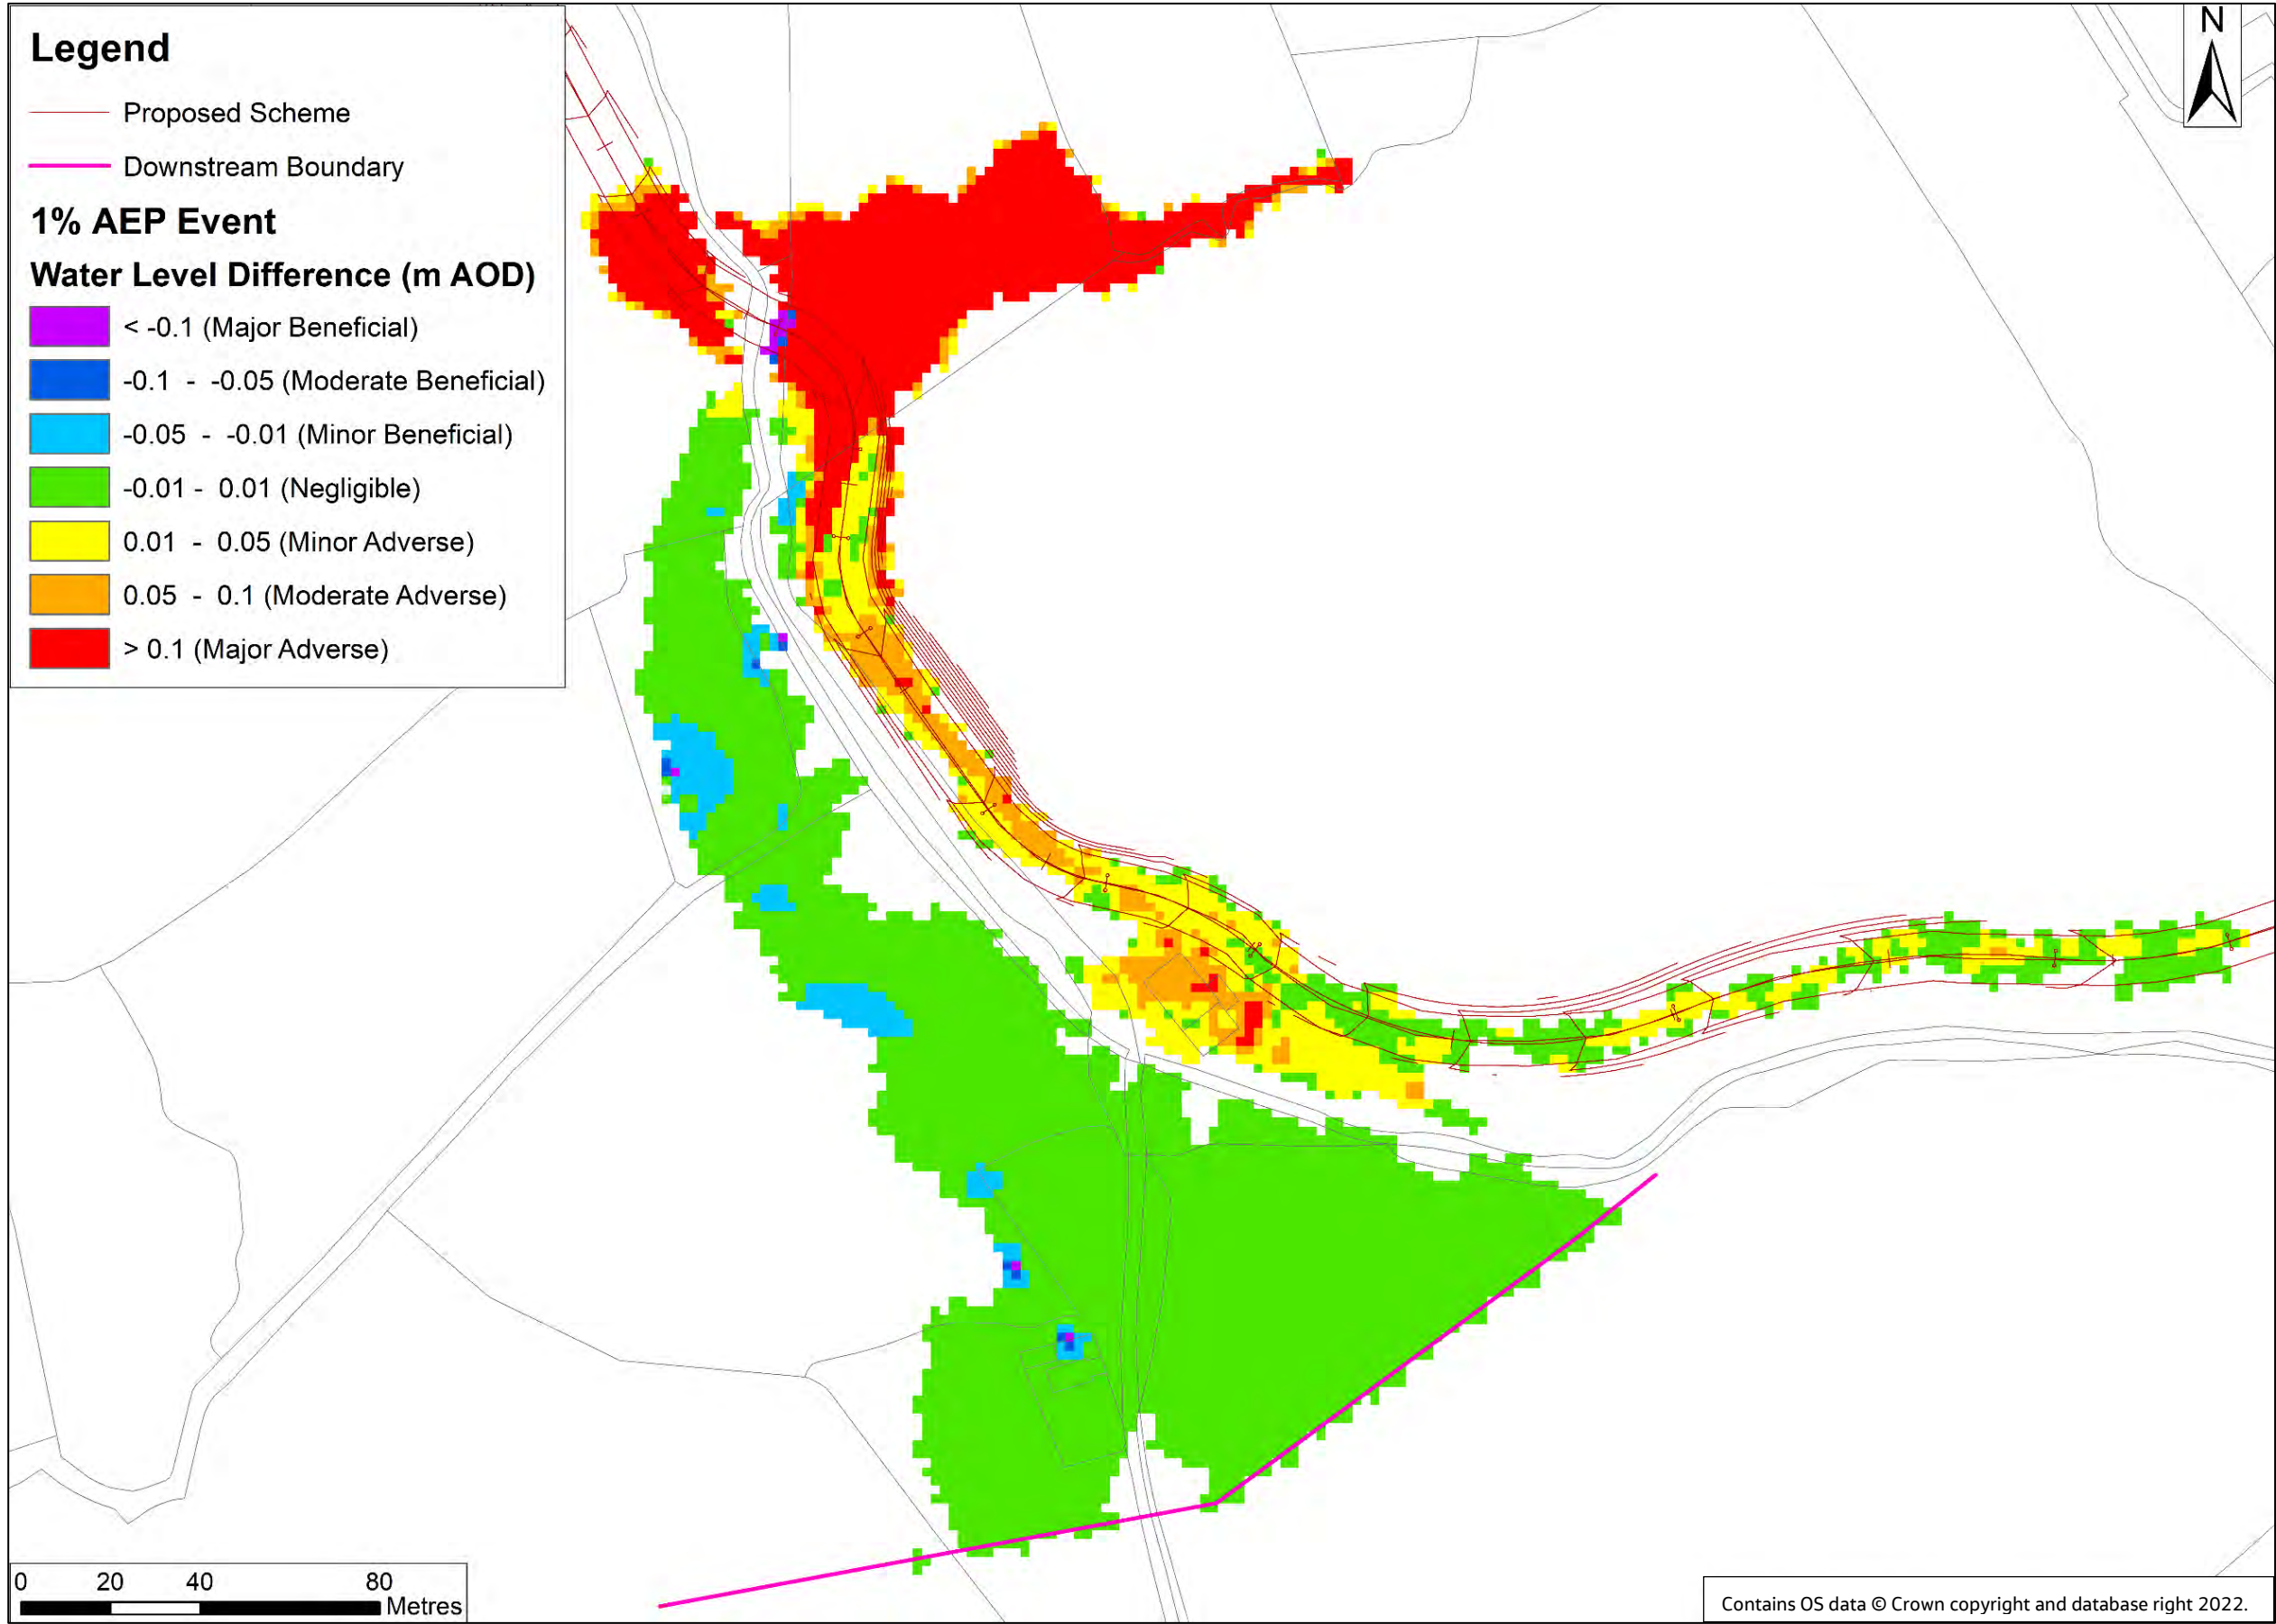 Legend
Proposed Scheme
Downstream Boundary
1% AEP Event
Water Level Difference (m AOD)
< -0.1 (Major Beneficial)
-0.1 - -0.05 (Moderate Beneficial)
-0.05 - -0.01 (Minor Beneficial)
-0.01 - 0.01 (Negligible)
0.01 - 0.05 (Minor Adverse)
0.05 - 0.1 (Moderate Adverse)
> 0.1 (Major Adverse)
N
0 20 40 80
Metres
Contains OS data © Crown copyright and database right 2022.